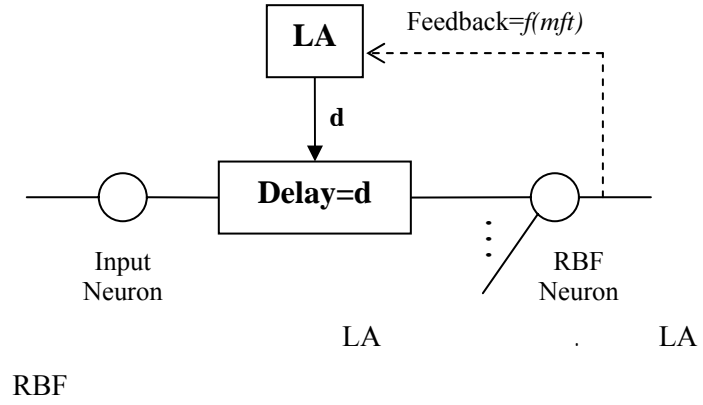 LA
Feedback=f(mft)
d
Delay=d
Input
Neuron
RBF
Neuron
LA . LA
RBF